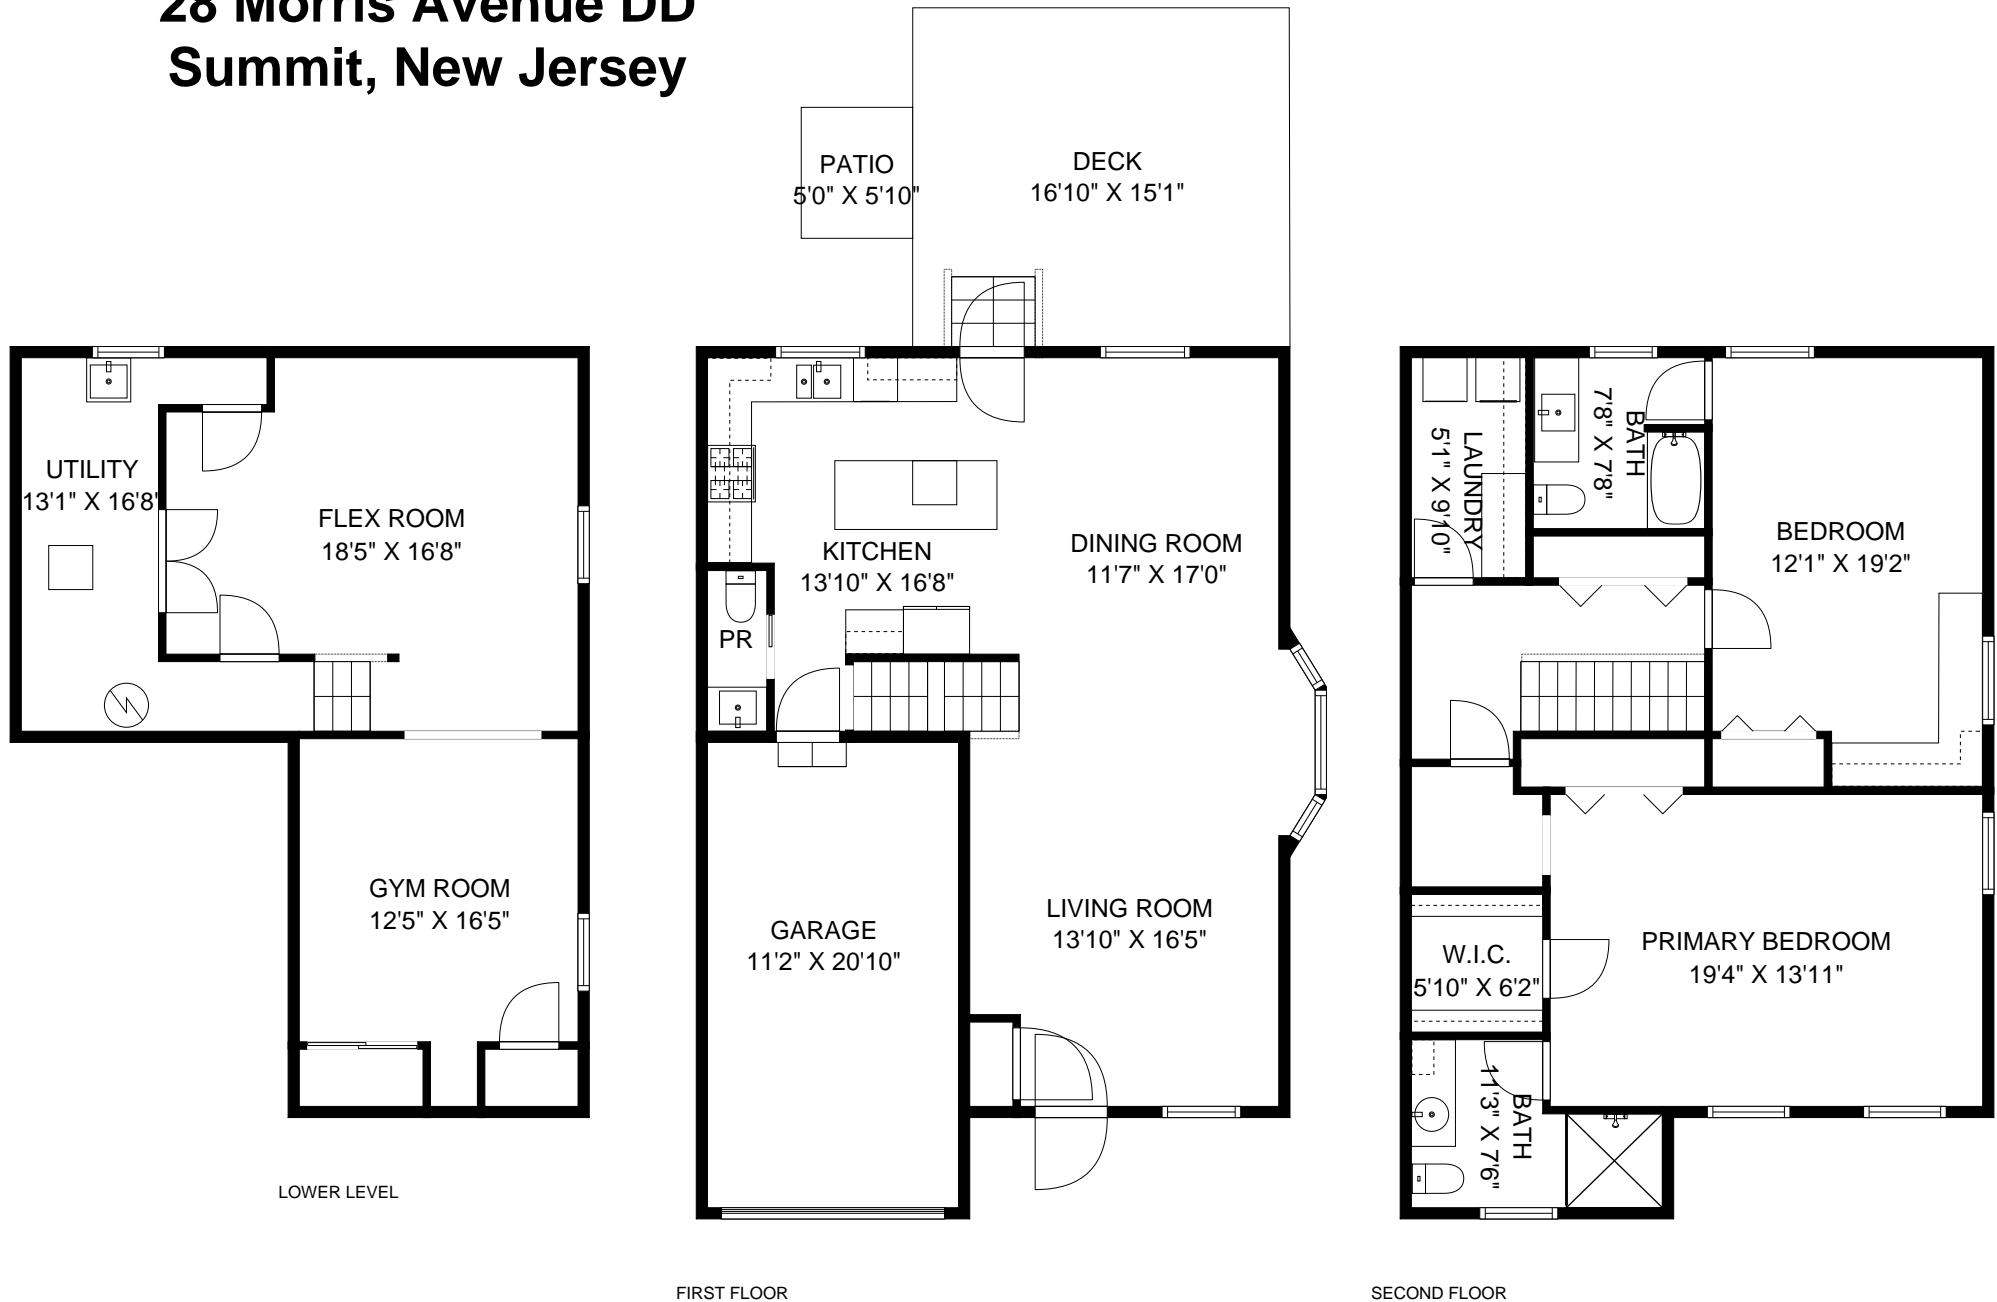 28 Morris Avenue DD
Summit, New Jersey
PATIO
5'0" X 5'10"
DECK
16'10" X 15'1"
UTILITY
13'1" X 16'8"
FLEX ROOM
18'5" X 16'8"
GYM ROOM
12'5" X 16'5"
LOWER LEVEL
KITCHEN
13'10" X 16'8"
DINING ROOM
11'7" X 17'0"
PR
GARAGE
11'2" X 20'10"
LIVING ROOM
13'10" X 16'5"
FIRST FLOOR
LAUNDRY
5'1" X 9'10"
BATH
7'8" X 7'8"
BEDROOM
12'1" X 19'2"
W.I.C.
5'10" X 6'2"
PRIMARY BEDROOM
19'4" X 13'11"
BATH
11'3" X 7'6"
SECOND FLOOR